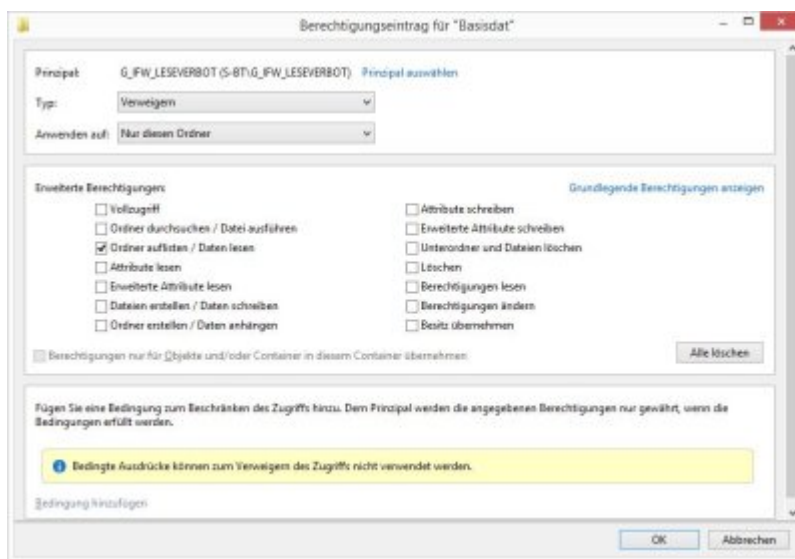 Berechtigungseintrag für "Basisdat"
Prinzipal: G_IFW_LESEVERBOT (S-BT\G_IFW_LESEVERBOT) Prinzipal auswählen
Typ: Verweigern
Anwenden auf: Nur diesen Ordner
Erweiterte Berechtigungen: Grundlegende Berechtigungen anzeigen
Vollzugriff
Ordner durchsuchen / Datei ausführen
Ordner auflisten / Daten lesen
Attribute lesen
Erweiterte Attribute lesen
Dateien erstellen / Daten schreiben
Ordner erstellen / Daten anhängen
Attribute schreiben
Erweiterte Attribute schreiben
Unterordner und Dateien löschen
Löschen
Berechtigungen lesen
Berechtigungen ändern
Besitz übernehmen
Berechtigungen nur für Objekte und/oder Container in diesem Container übernehmen
Alle löschen
Fügen Sie eine Bedingung zum Beschränken des Zugriffs hinzu. Dem Prinzipal werden die angegebenen Berechtigungen nur gewährt, wenn die
Bedingungen erfüllt werden.
Bedingte Ausdrücke können zum Verweigern des Zugriffs nicht verwendet werden.
Bedingung hinzufügen
OK Abbrechen